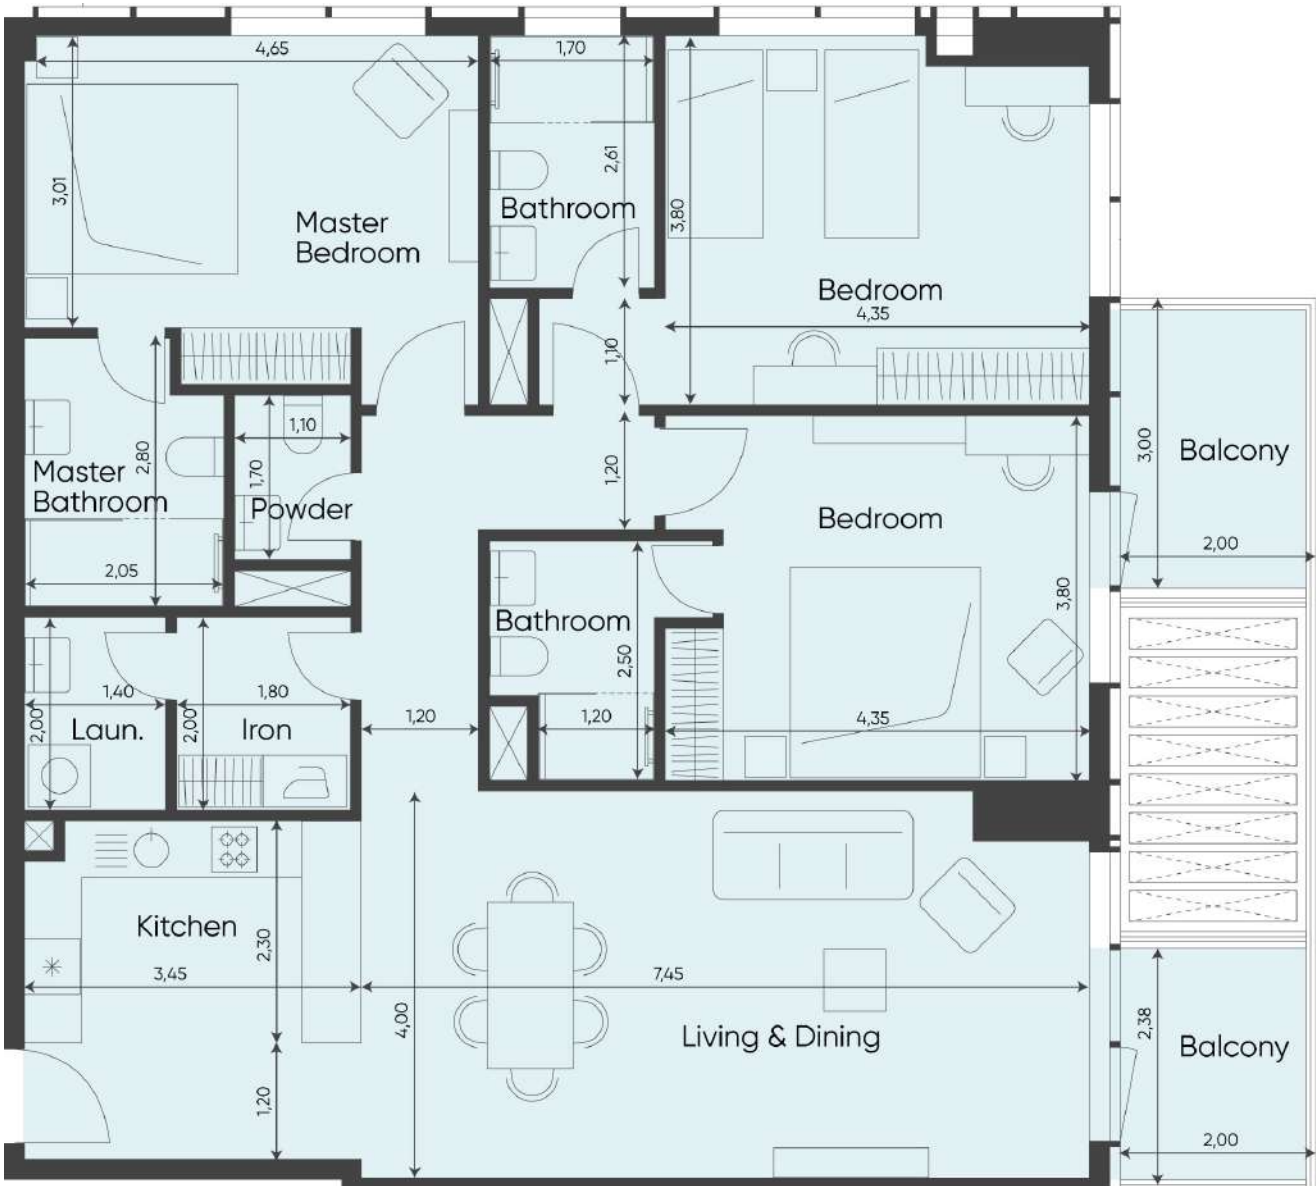 4,65
1,70
3,01
2,61
3,80
Master
Bedroom
Bathroom
Bedroom
4,35
1,10
3,00
Balcony
2,00
1,10
2,80
1,70
1,20
Master
Bathroom
Powder
Bedroom
2,05
3,80
Bathroom
2,50
1,40
1,80
2,00
2,00
Laun.
Iron
1,20
1,20
4,35
Kitchen
2,30
3,45
7,45
4,00
Living & Dining
2,38
Balcony
1,20
2,00